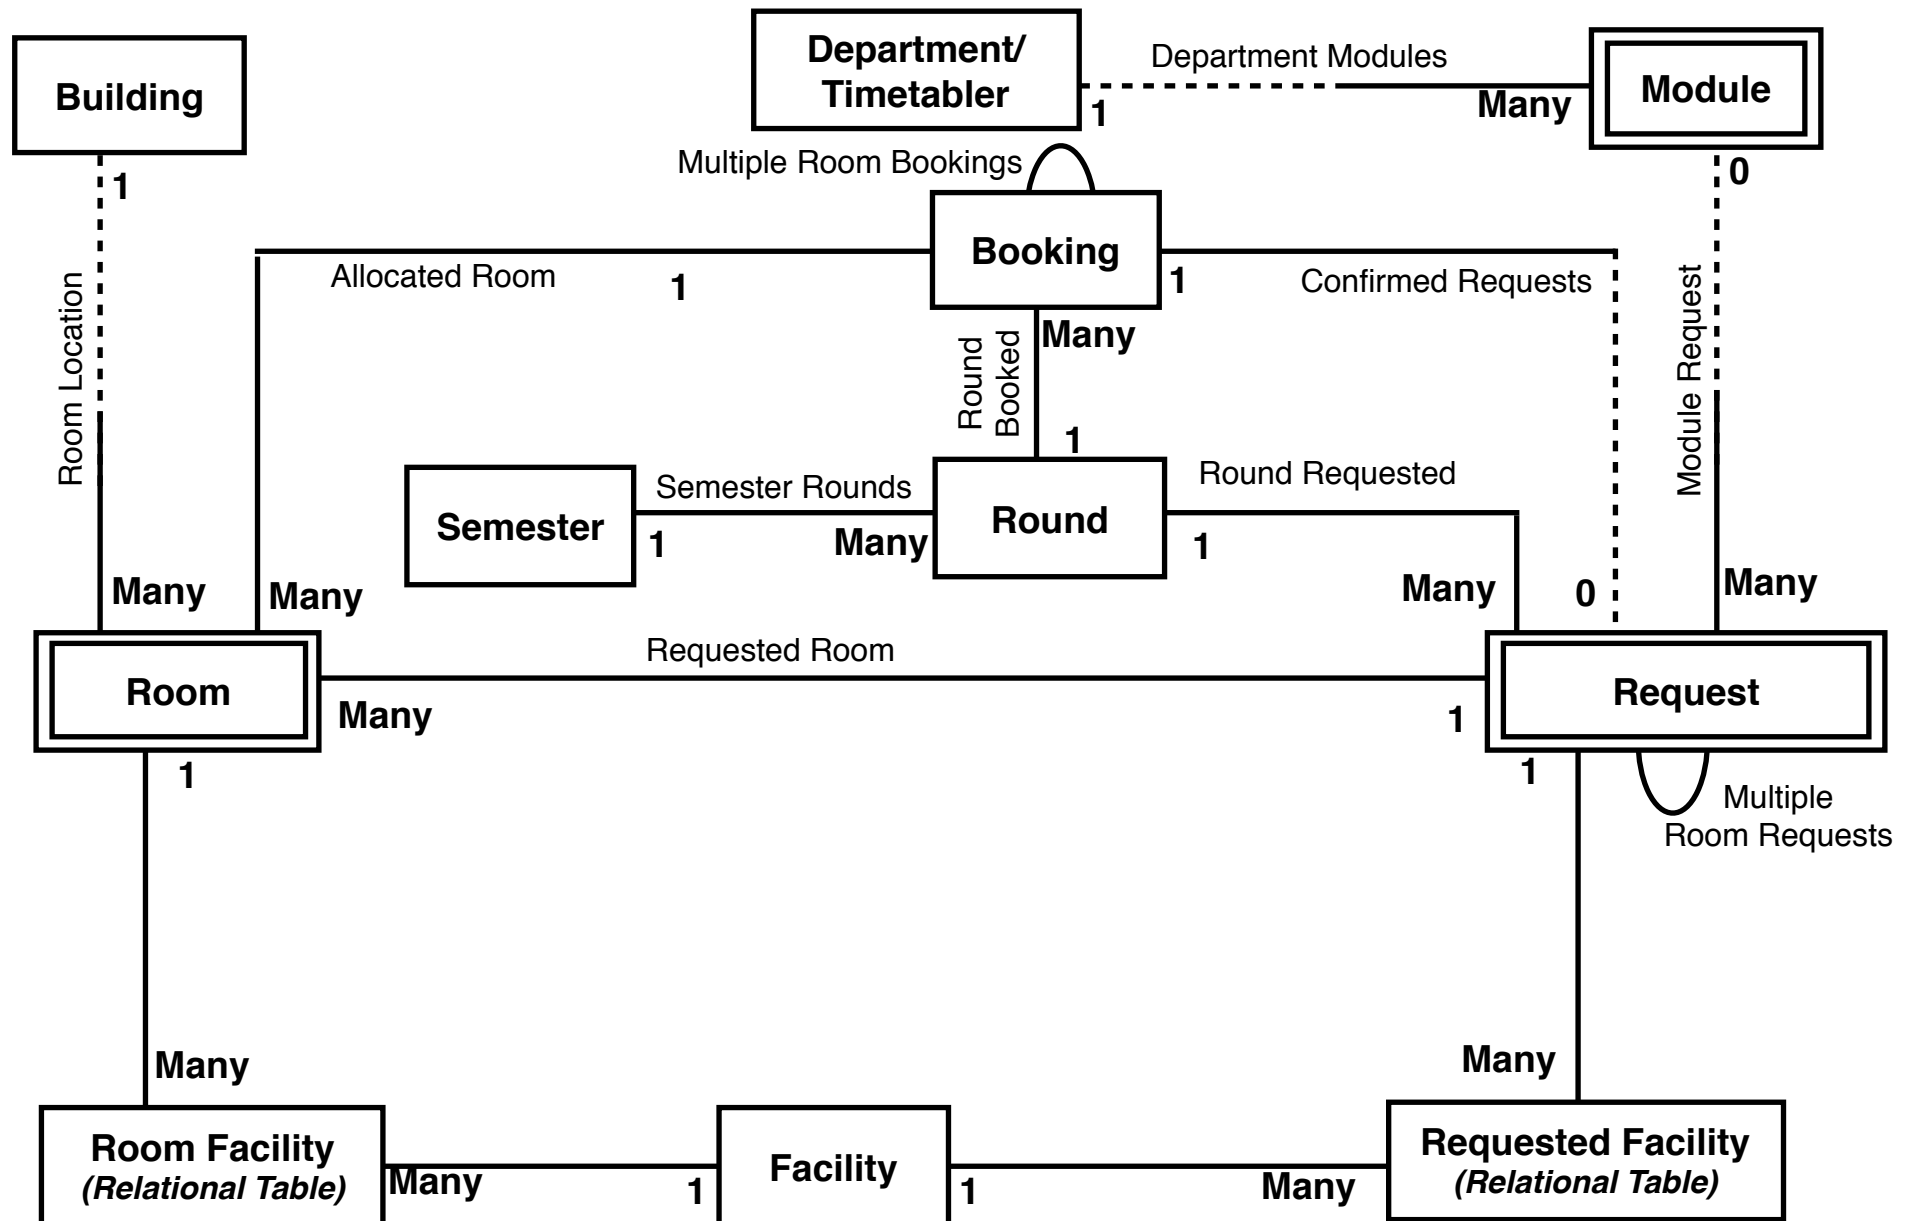 Department/
Timetabler
Building
Department Modules
Module
1
Many
1
0
Multiple Room Bookings
Booking
Allocated Room
1
1
Confirmed Requests
Room Location
Many
Round
Booked
Module Request
1
Semester Rounds
Round Requested
Semester
Round
1
Many
1
Many
Many
Many
0
Many
Requested Room
Room
Request
Many
1
1
1
Multiple
Room Requests
Many
Many
Room Facility
(Relational Table)
Many
1
Facility
1
Many
Requested Facility
(Relational Table)